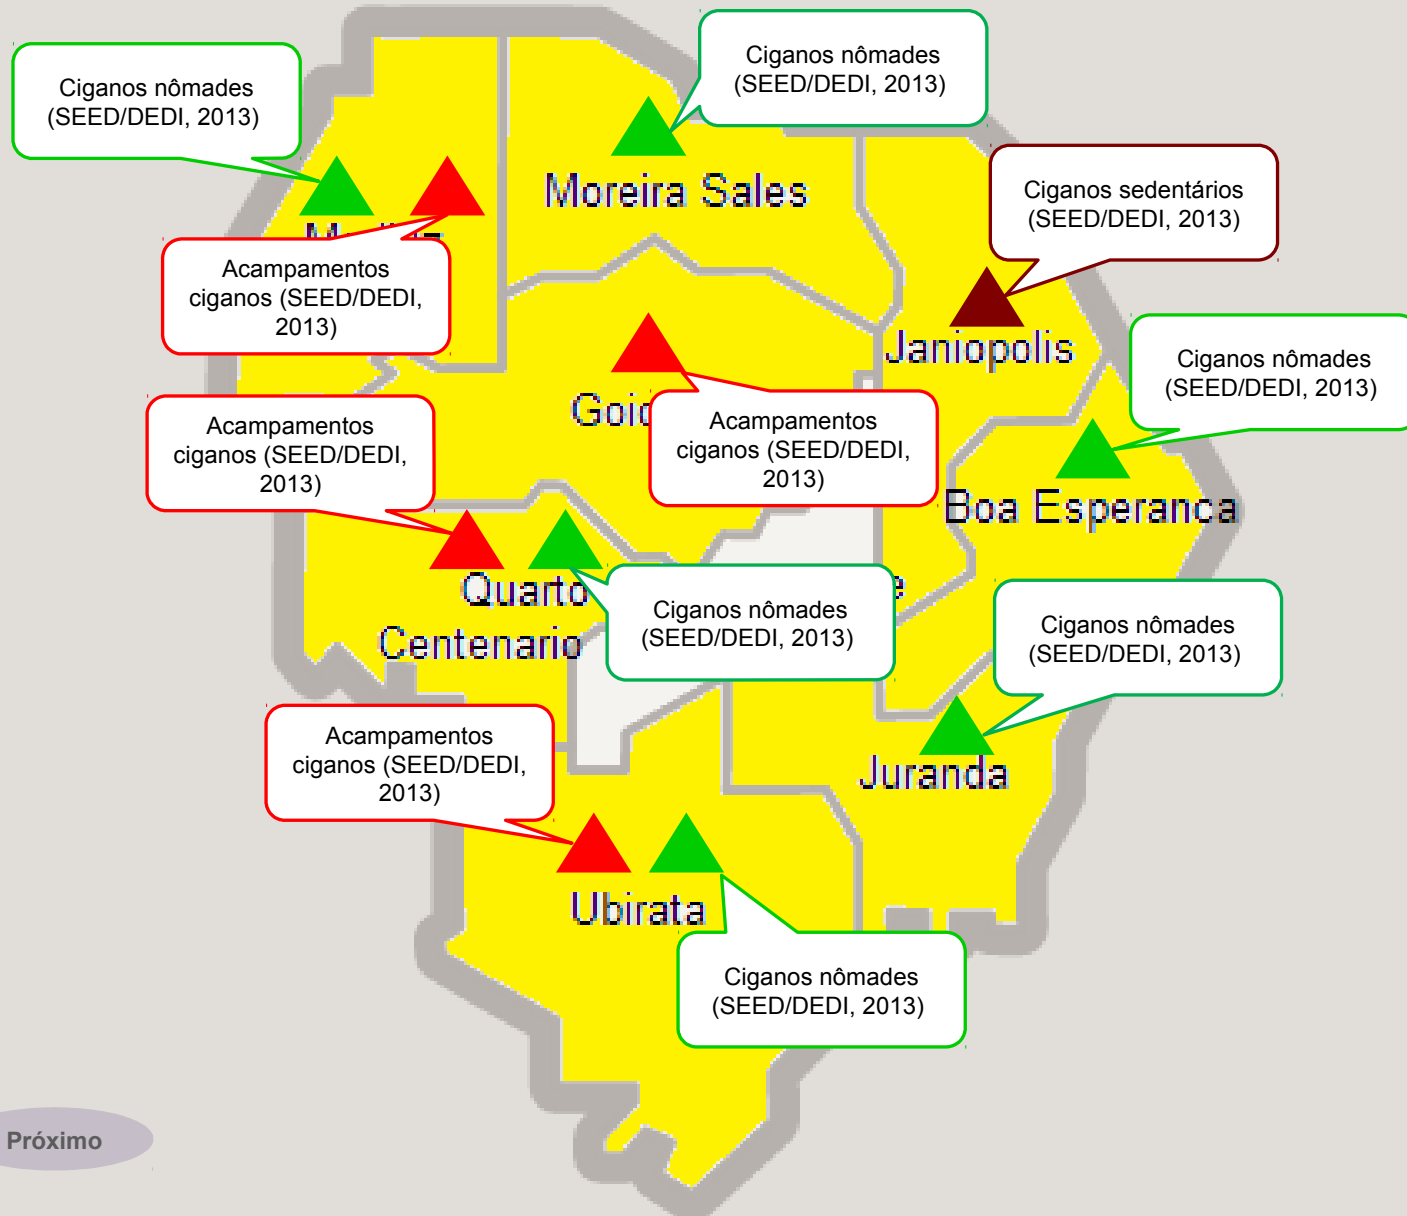 Ciganos nômades
(SEED/DEDI, 2013)
Ciganos nômades
(SEED/DEDI, 2013)
Moreira Sales
Ciganos sedentários
(SEED/DEDI, 2013)
Acampamentos
ciganos (SEED/DEDI,
2013)
Janiopolis
Ciganos nômades
(SEED/DEDI, 2013)
Acampamentos
ciganos (SEED/DEDI,
2013)
Acampamentos
ciganos (SEED/DEDI,
2013)
Boa Esperanca
Quarto
Centenario
Ciganos nômades
(SEED/DEDI, 2013)
Ciganos nômades
(SEED/DEDI, 2013)
Acampamentos
ciganos (SEED/DEDI,
2013)
Juranda
Ubirata
Ciganos nômades
(SEED/DEDI, 2013)
Próximo